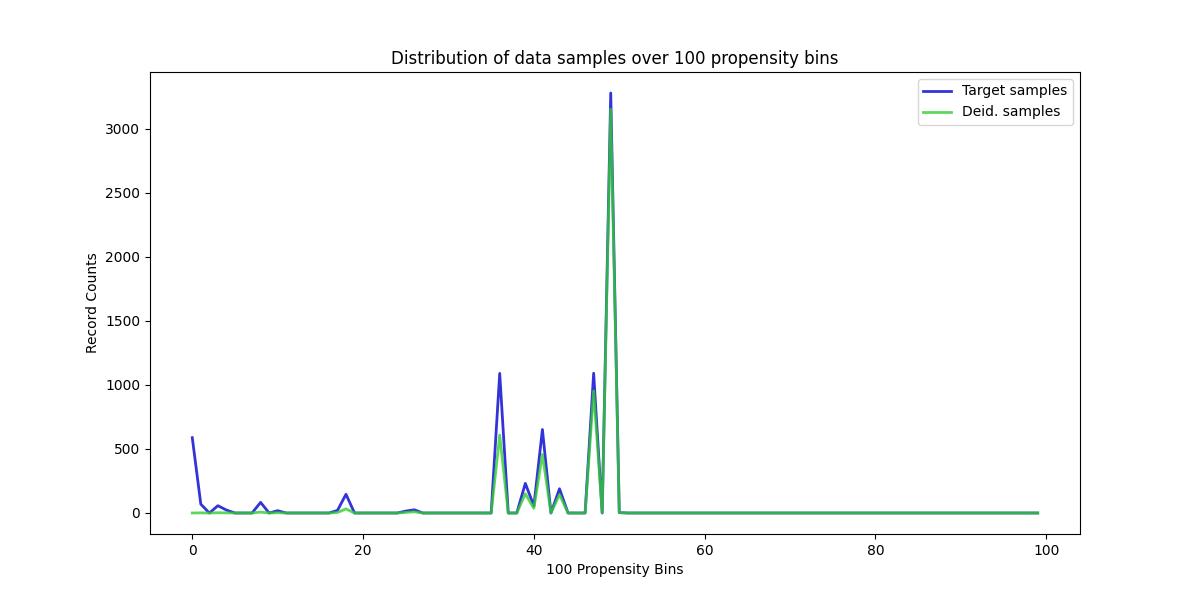 Distribution of data samples over 100 propensity bins
Target samples
Deid. samples
3000
2500
2000
1500
1000
500
0
Record Counts
0 20 40 60 80 100
100 Propensity Bins